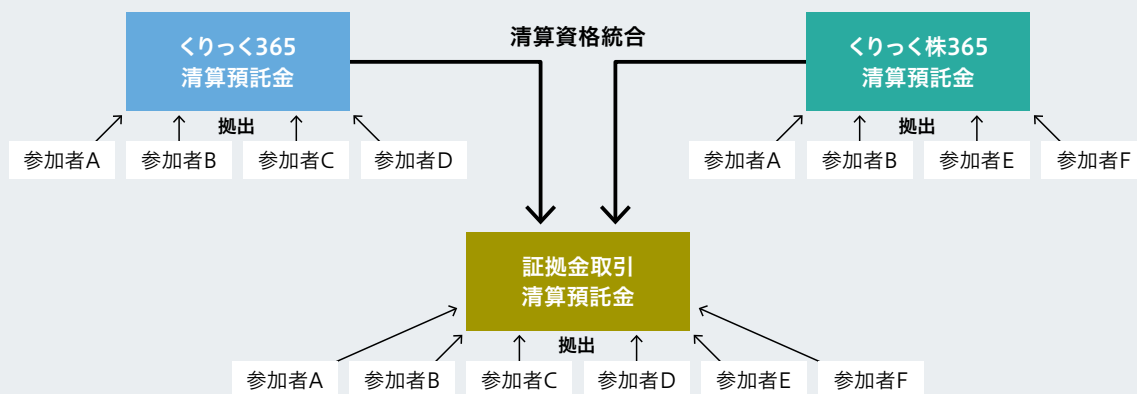 くりっく365
清算預託金
清算資格統合
くりっく株365
清算預託金
拠出
拠出
参加者A
参加者B
参加者C
参加者D
参加者A
参加者B
参加者E
参加者F
証拠金取引
清算預託金
拠出
参加者A
参加者B
参加者C
参加者D
参加者E
参加者F